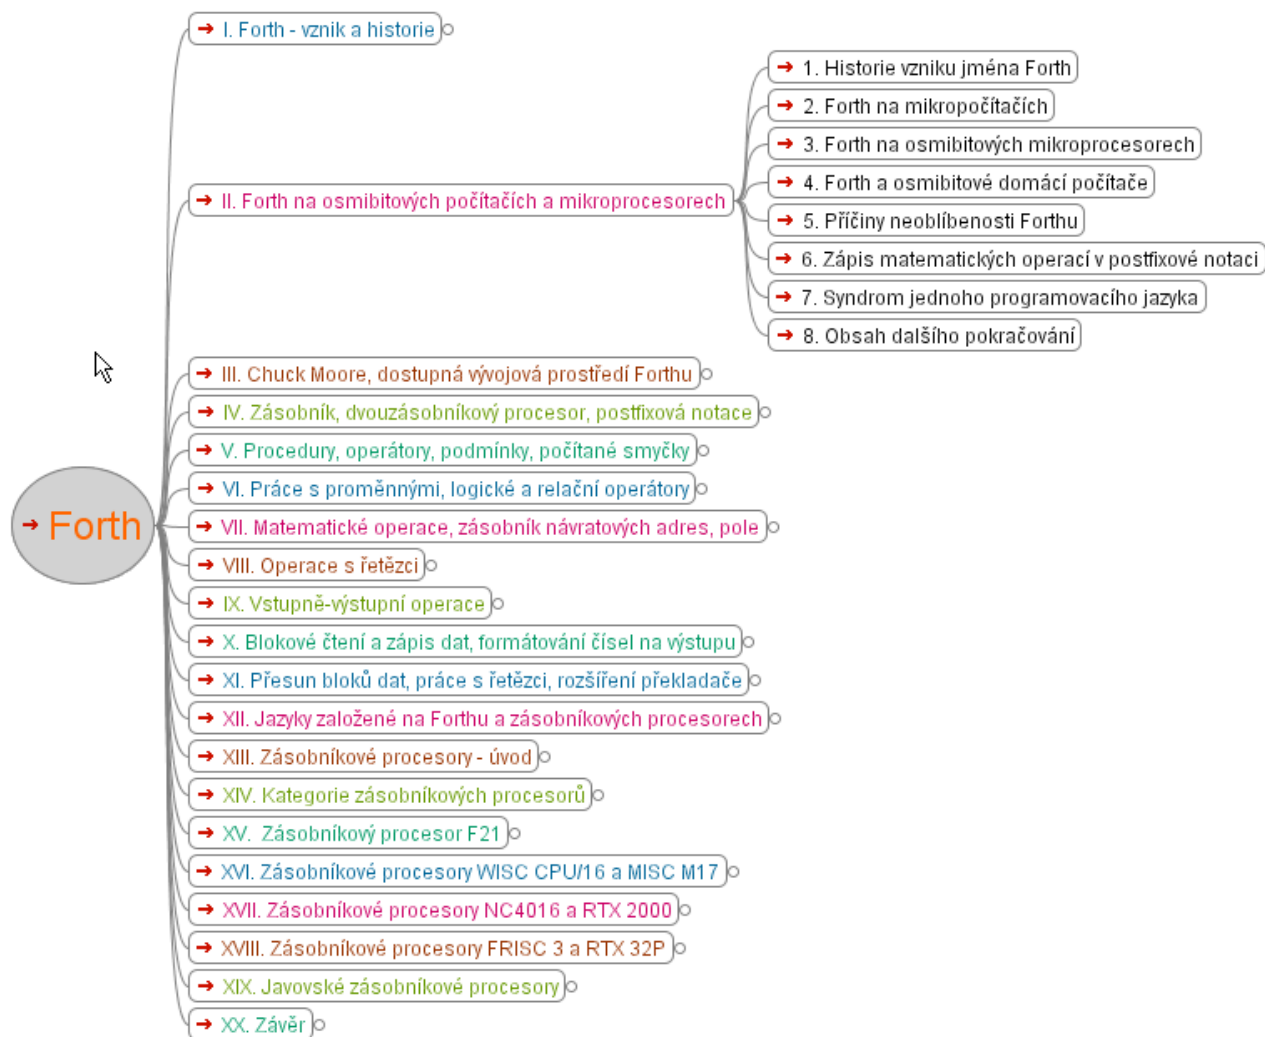 Forth
I. Forth - vznik a historie
II. Forth na osmibitových počítačích a mikroprocesorech
1. Historie vzniku jména Forth
2. Forth na mikropočítačích
3. Forth na osmibitových mikroprocesorech
4. Forth a osmibitové domácí počítače
5. Příčiny neoblíbenosti Forthu
6. Zápis matematických operací v postfixové notaci
7. Syndrom jednoho programovacího jazyka
8. Obsah dalšího pokračování
III. Chuck Moore, dostupná vývojová prostředí Forthu
IV. Zásobník, dvouzásobníkový procesor, postfixová notace
V. Procedury, operátory, podmínky, počítané smyčky
VI. Práce s proměnnými, logické a relační operátory
VII. Matematické operace, zásobník návratových adres, pole
VIII. Operace s řetězci
IX. Vstupně-výstupní operace
X. Blokové čtení a zápis dat, formátování čísel na výstupu
XI. Přesun bloků dat, práce s řetězci, rozšíření překladače
XII. Jazyky založené na Forthu a zásobníkových procesorech
XIII. Zásobníkové procesory - úvod
XIV. Kategorie zásobníkových procesorů
XV. Zásobníkový procesor F21
XVI. Zásobníkové procesory WISC CPU/16 a MISC M17
XVII. Zásobníkové procesory NC4016 a RTX 2000
XVIII. Zásobníkové procesory FRISC 3 a RTX 32P
XIX. Javovské zásobníkové procesory
XX. Závěr